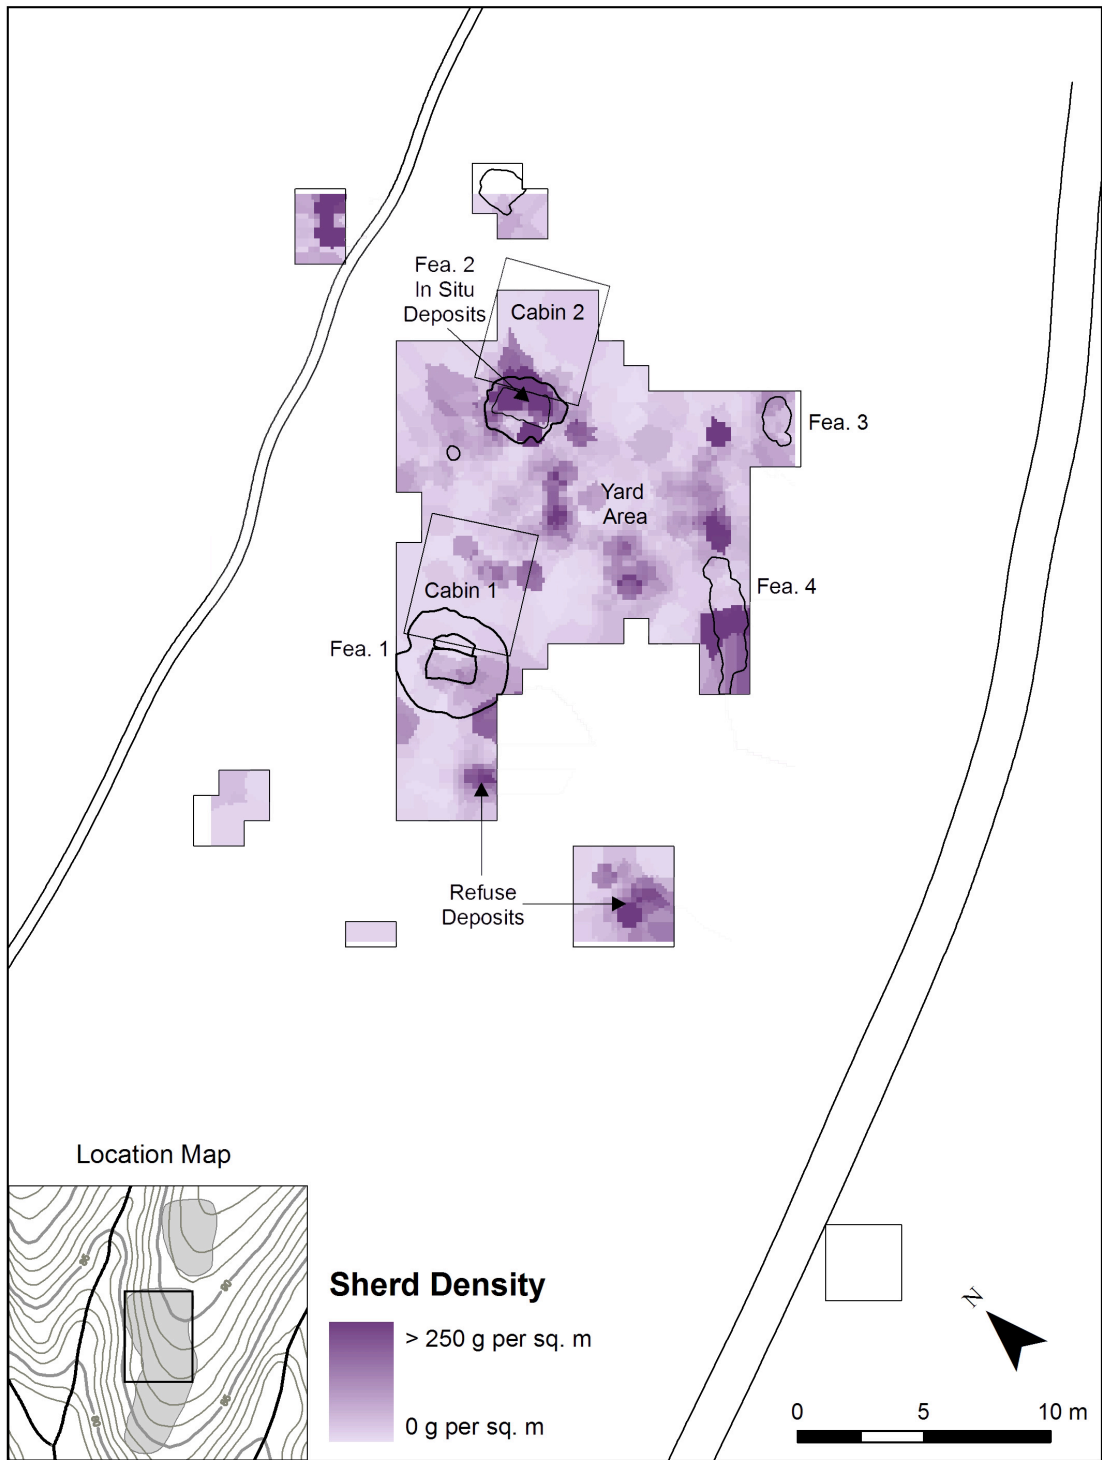 Fea. 2
In Situ
Deposits
Cabin 2
Fea. 3
Yard
Area
Cabin 1
Fea. 4
Fea. 1
Refuse
Deposits
Location Map
Sherd Density
> 250 g per sq. m
0 g per sq. m
N
0 5 10 m